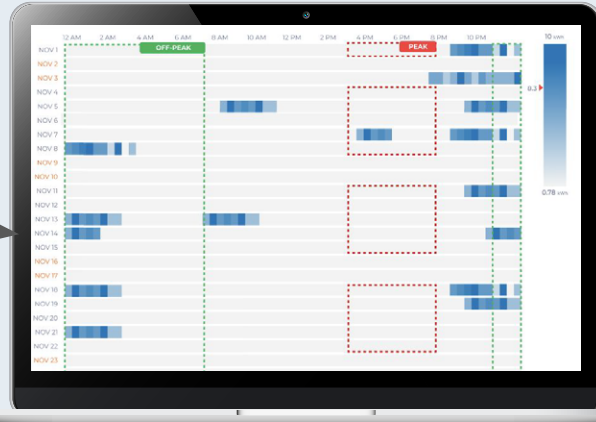 12 AM 2 AM 4 AM 6 AM 8 AM 10 AM 12 PM 2 PM 4 PM 6 PM 8 PM 10 PM
OFF-PEAK PEAK
10 kWh
NOV 1
NOV 2
NOV 3
NOV 4
8.3
NOV 5
NOV 6
NOV 7
NOV 8
NOV 9
NOV 10
NOV 11
0.78 kWh
NOV 12
NOV 13
NOV 14
NOV 15
NOV 16
NOV 17
NOV 18
NOV 19
NOV 20
NOV 21
NOV 22
NOV 23